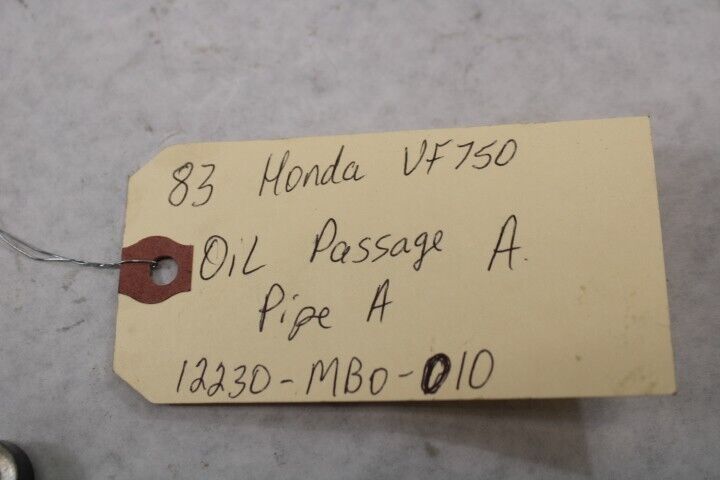 83 Honda VF750
Oil Passage A.
Pipe A
12230-MB0-010